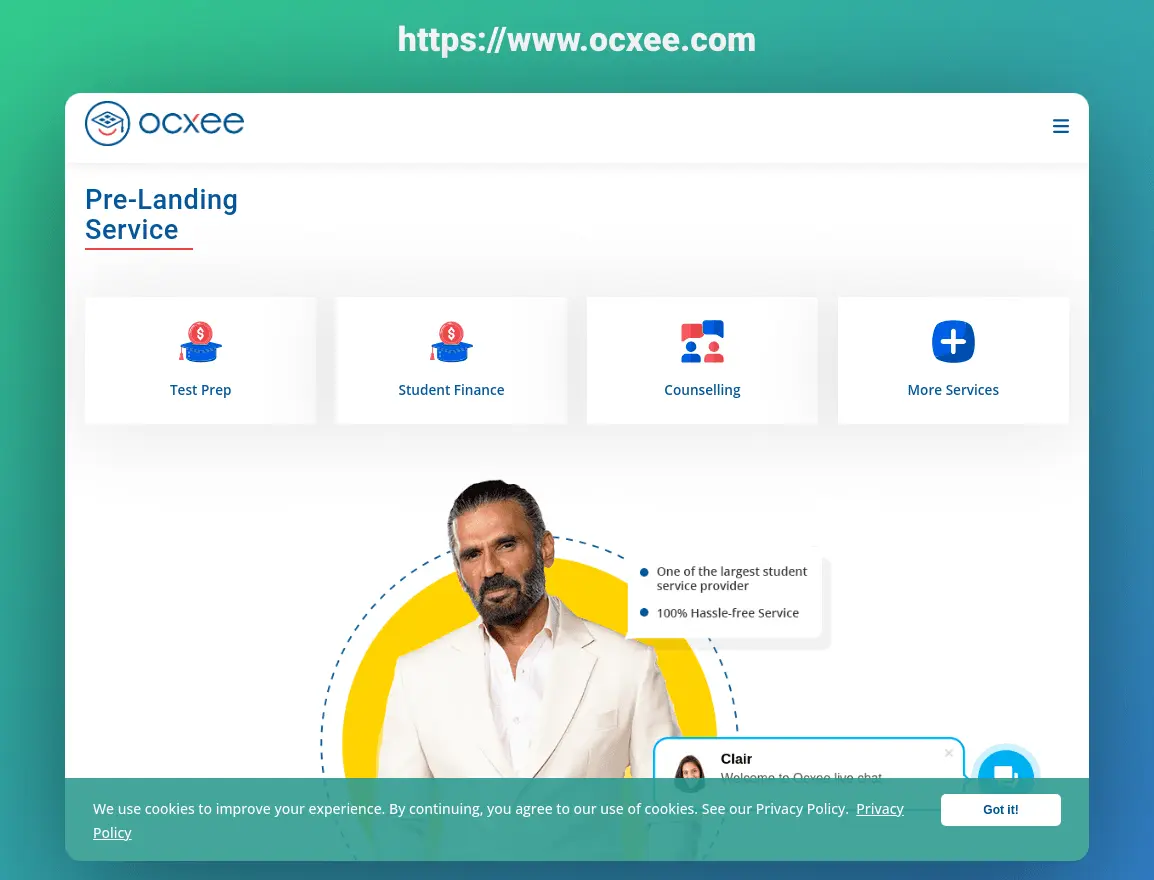 https://www.ocxee.com
ocxee
Pre-Landing
Service
$
$
Test Prep
Student Finance
Counselling
More Services
One of the largest student
service provider
100% Hassle-free Service
Clair
Welcome to Ocxee live chat
We use cookies to improve your experience. By continuing, you agree to our use of cookies. See our Privacy Policy. Privacy
Policy
Got it!